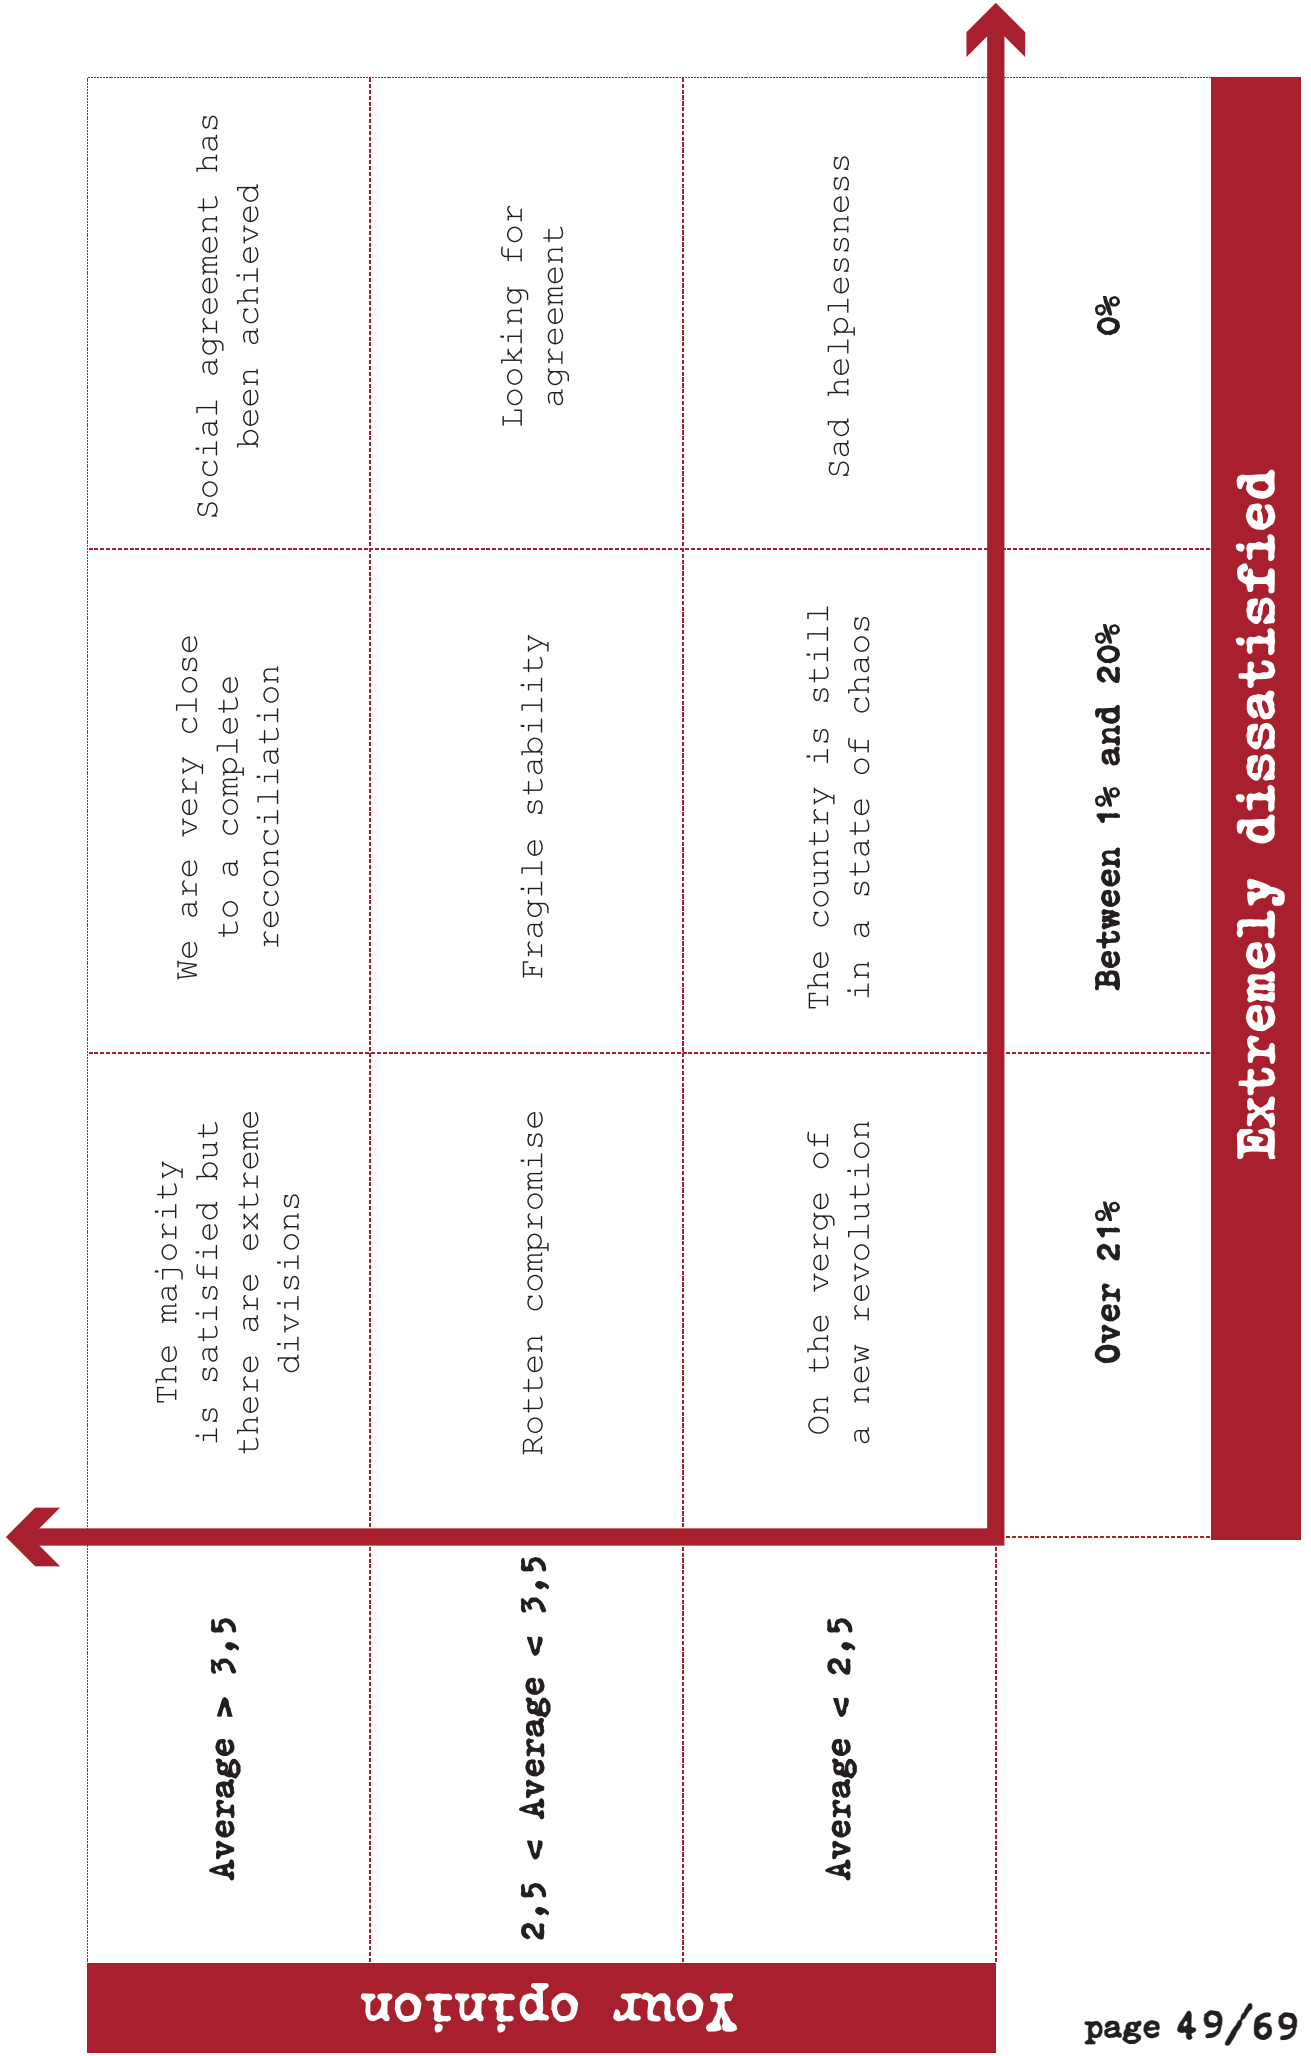 Your opinion
Average > 3,5
The majority
is satisfied but
there are extreme
divisions
We are very close
to a complete
reconciliation
Social agreement has
been achieved
2,5 < Average < 3,5
Rotten compromise
Fragile stability
Looking for
agreement
Average < 2,5
On the verge of
a new revolution
The country is still
in a state of chaos
Sad helplessness
Over 21%
Between 1% and 20%
0%
Extremely dissatisfied
page 49/69